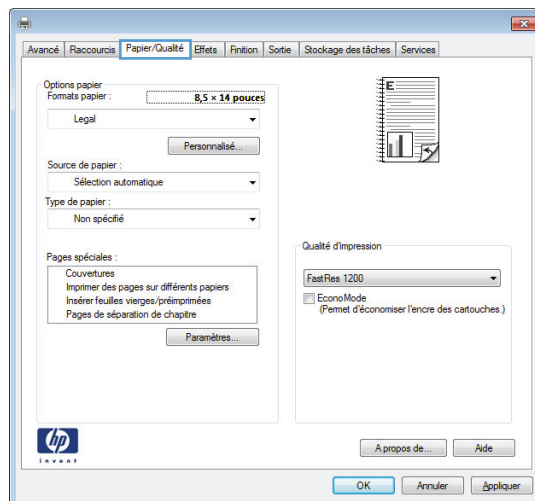 Avancé Raccourcis Papier/Qualité Effets Finition Sortie Stockage des tâches Services
Options papier
Formats papier : 8,5 × 14 pouces
Legal
Personnalisé...
Source de papier :
Sélection automatique
Type de papier :
Non spécifié
Pages spéciales :
Couvertures
Imprimer des pages sur différents papiers
Insérer feuilles vierges/préimprimées
Pages de séparation de chapitre
Paramètres...
E
Qualité d'impression
FastRes 1200
EconoMode
(Permet d'économiser l'encre des cartouches.)
hp
invent
A propos de... Aide
OK Annuler Appliquer